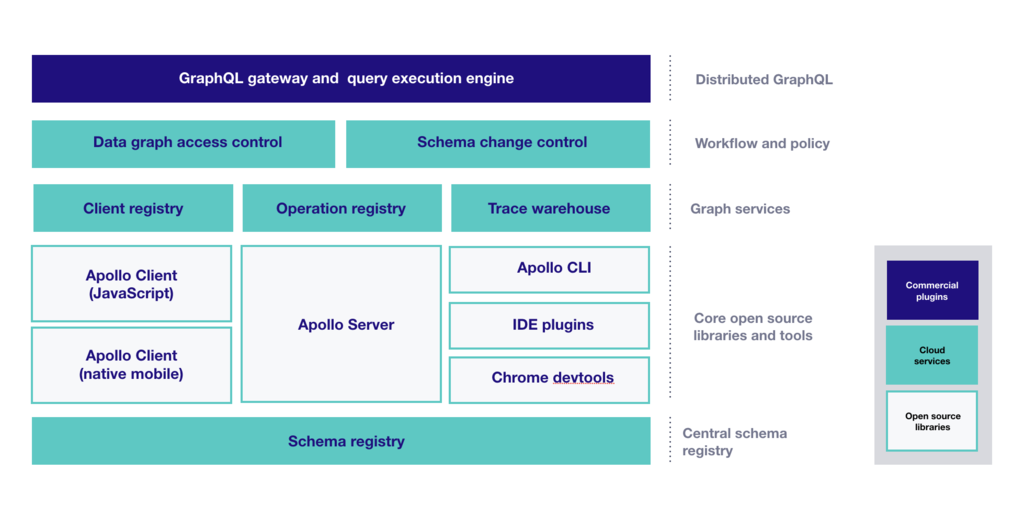 GraphQL gateway and  query execution engine
Distributed GraphQL
Data graph access control
Schema change control
Workflow and policy
Client registry
Operation registry
Trace warehouse
Graph services
Apollo Client
(JavaScript)
Apollo Client
(native mobile)
Apollo Server
Apollo CLI
IDE plugins
Chrome devtools
Core open source
libraries and tools
Schema registry
Central schema
registry
Commercial
plugins
Cloud
services
Open source
libraries